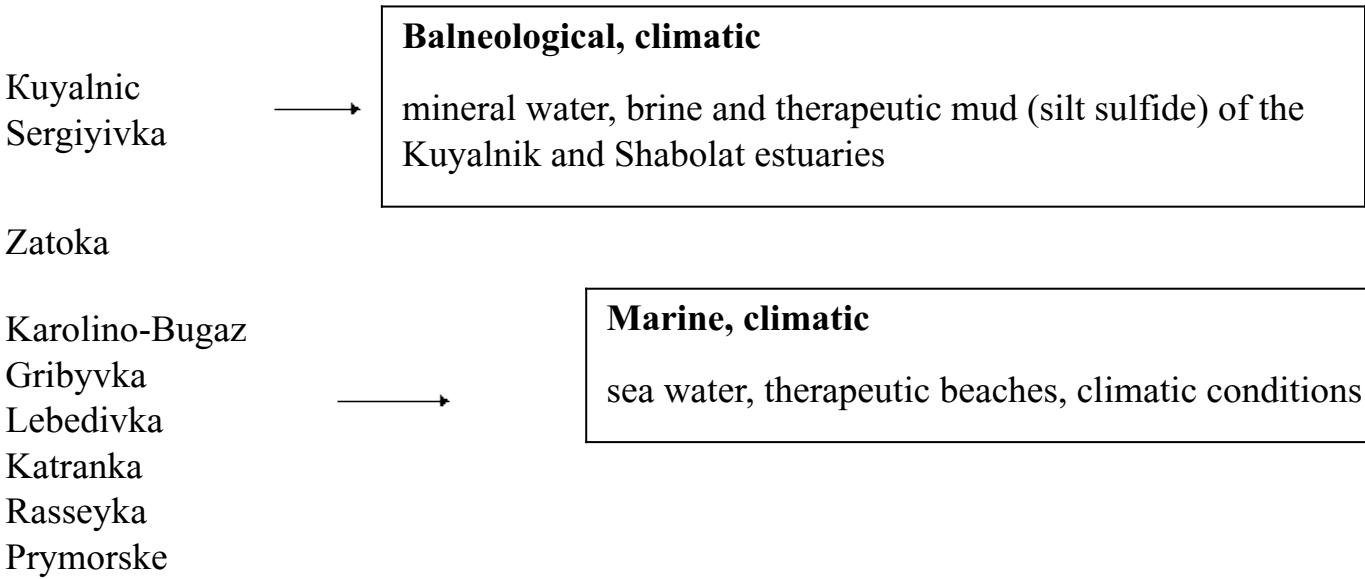 Kuyalnic
Sergiyivka
Balneological, climatic
mineral water, brine and therapeutic mud (silt sulfide) of the
Kuyalnik and Shabolat estuaries
Zatoka
Karolino-Bugaz
Gribyvka
Lebedivka
Katranka
Rasseyka
Prymorske
Marine, climatic
sea water, therapeutic beaches, climatic conditions